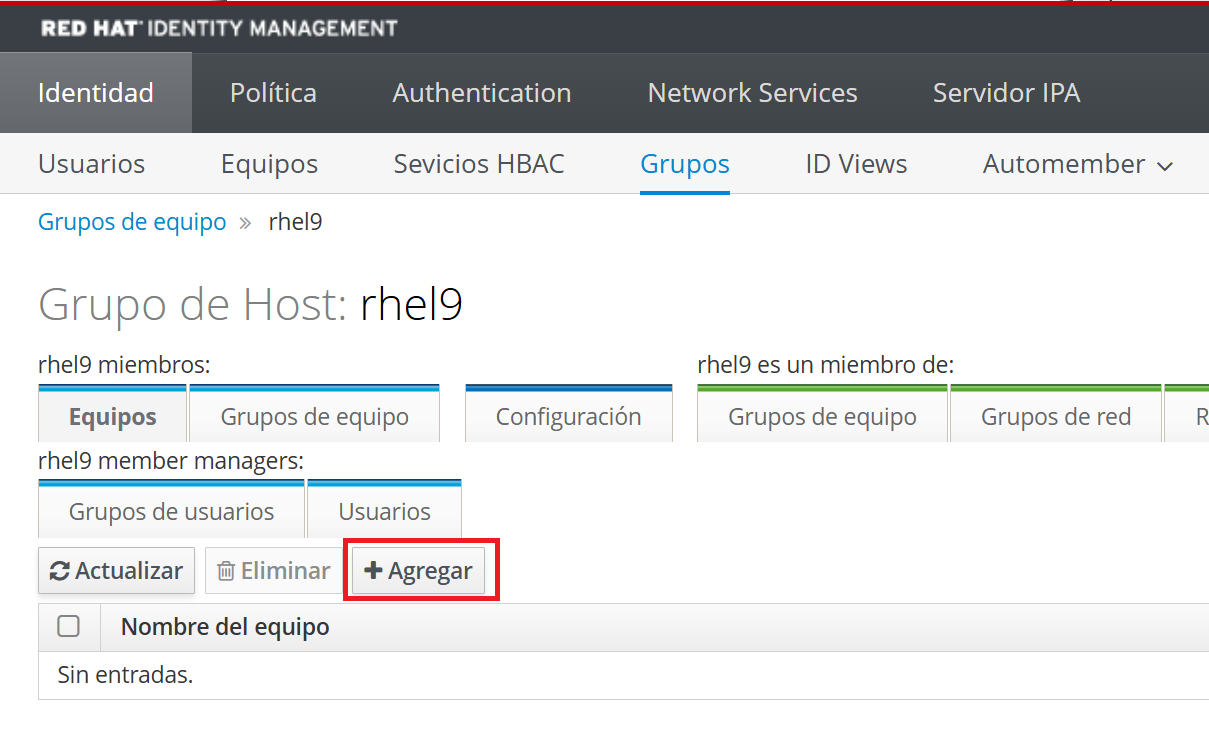 RED HAT IDENTITY MANAGEMENT
Identidad Política Authentication Network Services Servidor IPA
Usuarios Equipos Sevicios HBAC Grupos ID Views Automember
Grupos de equipo » rhel9
Grupo de Host: rhel9
rhel9 miembros: rhel9 es un miembro de:
Equipos Grupos de equipo Configuración Grupos de equipo Grupos de red R
rhel9 member managers:
Grupos de usuarios Usuarios
Actualizar Eliminar + Agregar
Nombre del equipo
Sin entradas.